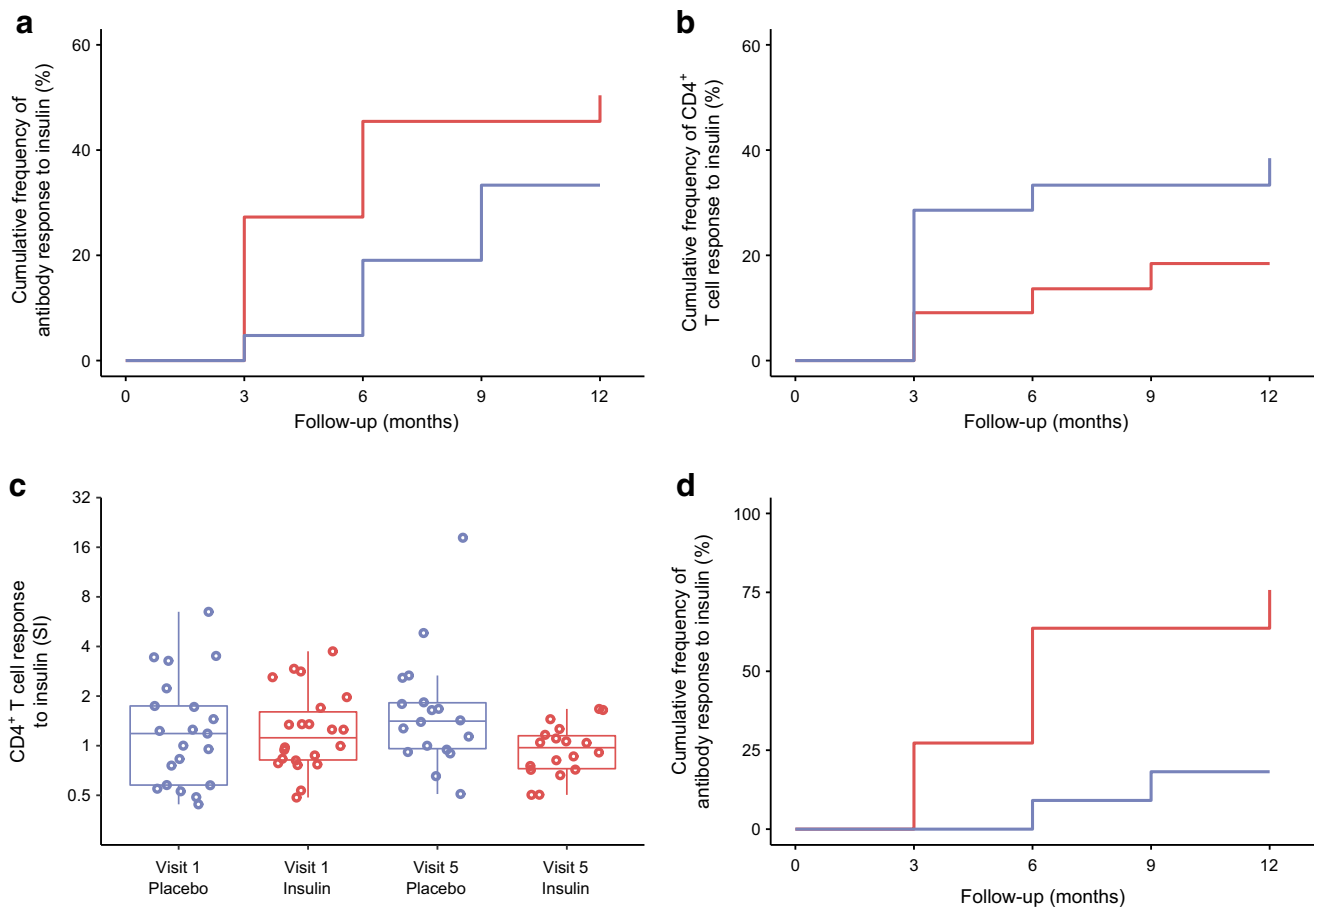 a
Cumulative frequency of
antibody response to insulin (%)
60
40
20
0
0 3 6 9 12
Follow-up (months)
b
Cumulative frequency of CD4⁺
T cell response to insulin (%)
60
40
20
0
0 3 6 9 12
Follow-up (months)
c
CD4⁺ T cell response
to insulin (SI)
32
16
8
4
2
1
0.5
Visit 1 Visit 1 Visit 5 Visit 5
Placebo Insulin Placebo Insulin
d
Cumulative frequency of
antibody response to insulin (%)
100
75
50
25
0
0 3 6 9 12
Follow-up (months)